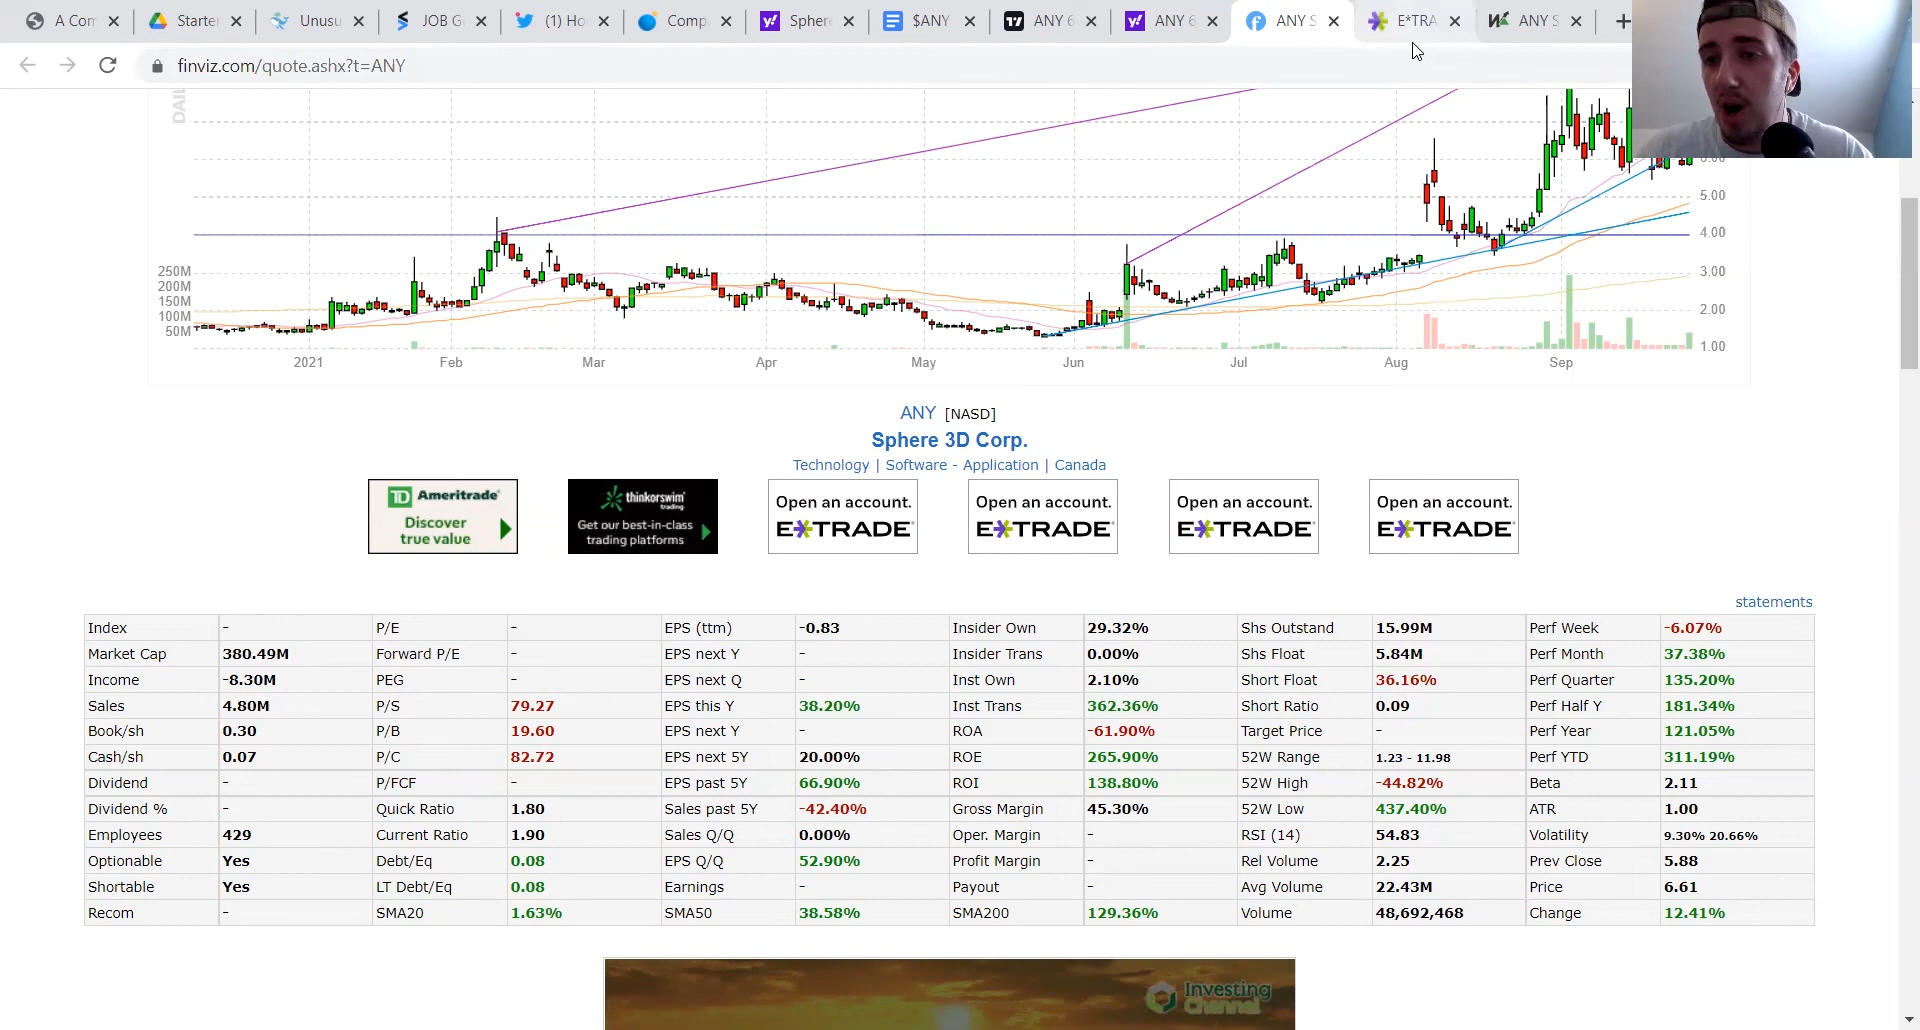 A Com
Starter
Unusu
JOB G
(1) Ho
Comp
Sphere
$ANY
ANY 6
ANY 6
ANY S
E*TRA
ANY S
finviz.com/quote.ashx?t=ANY
DAIL
6.00
5.00
4.00
3.00
2.00
1.00
250M
200M
150M
100M
50M
2021 Feb Mar Apr May Jun Jul Aug Sep
ANY [NASD]
Sphere 3D Corp.
Technology | Software - Application | Canada
TD Ameritrade
Discover
true value
thinkorswim
trading
Get our best-in-class
trading platforms
Open an account.
E*TRADE
Open an account.
E*TRADE
Open an account.
E*TRADE
Open an account.
E*TRADE
statements
Index - P/E - EPS (ttm) -0.83 Insider Own 29.32% Shs Outstand 15.99M Perf Week -6.07%
Market Cap 380.49M Forward P/E - EPS next Y - Insider Trans 0.00% Shs Float 5.84M Perf Month 37.38%
Income -8.30M PEG - EPS next Q - Inst Own 2.10% Short Float 36.16% Perf Quarter 135.20%
Sales 4.80M P/S 79.27 EPS this Y 38.20% Inst Trans 362.36% Short Ratio 0.09 Perf Half Y 181.34%
Book/sh 0.30 P/B 19.60 EPS next Y - ROA -61.90% Target Price - Perf Year 121.05%
Cash/sh 0.07 P/C 82.72 EPS next 5Y 20.00% ROE 265.90% 52W Range 1.23 - 11.98 Perf YTD 311.19%
Dividend - P/FCF - EPS past 5Y 66.90% ROI 138.80% 52W High -44.82% Beta 2.11
Dividend % - Quick Ratio 1.80 Sales past 5Y -42.40% Gross Margin 45.30% 52W Low 437.40% ATR 1.00
Employees 429 Current Ratio 1.90 Sales Q/Q 0.00% Oper. Margin - RSI (14) 54.83 Volatility 9.30% 20.66%
Optionable Yes Debt/Eq 0.08 EPS Q/Q 52.90% Profit Margin - Rel Volume 2.25 Prev Close 5.88
Shortable Yes LT Debt/Eq 0.08 Earnings - Payout - Avg Volume 22.43M Price 6.61
Recom - SMA20 1.63% SMA50 38.58% SMA200 129.36% Volume 48,692,468 Change 12.41%
Investing
Channel